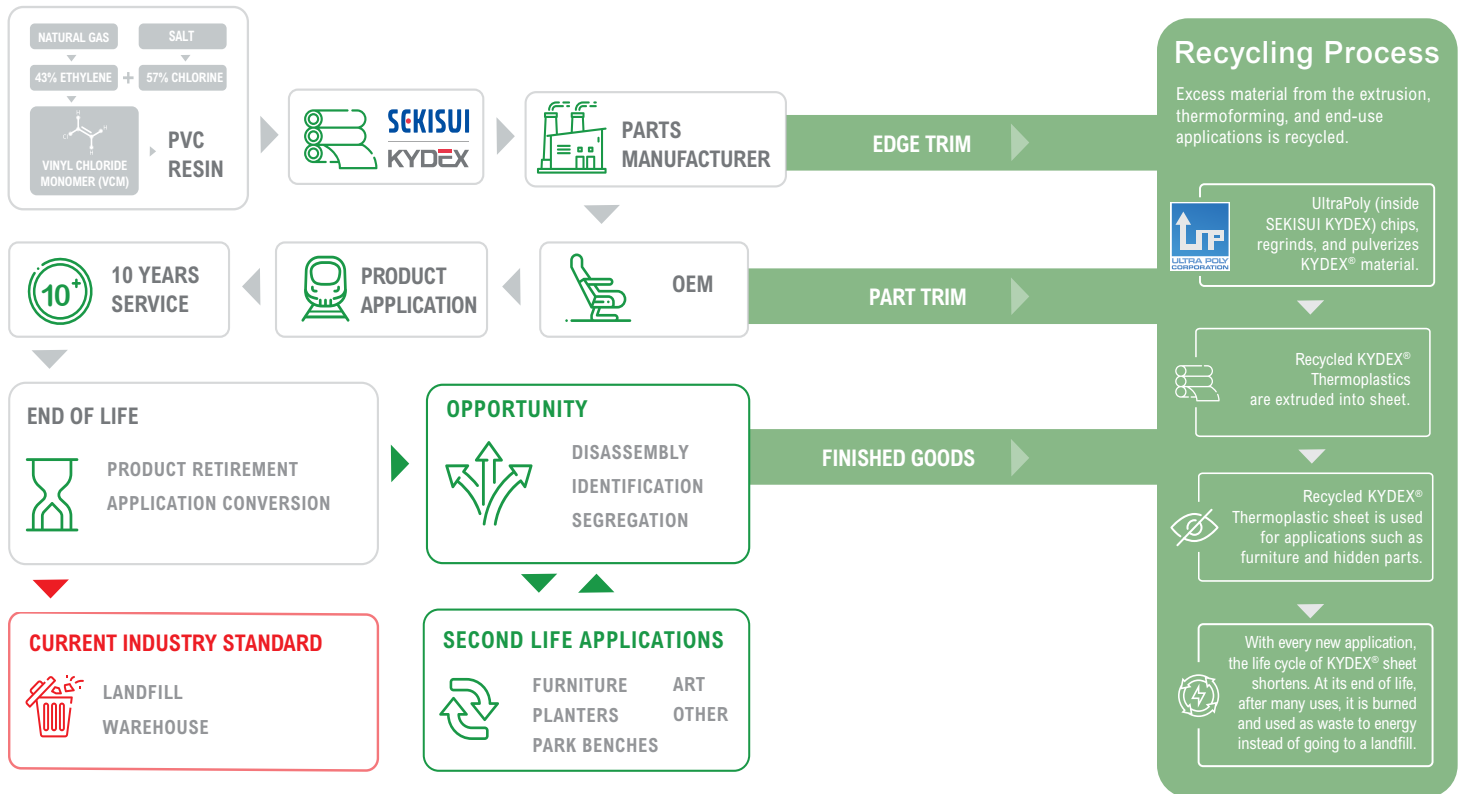 NATURAL GAS
SALT
43% ETHYLENE + 57% CHLORINE
Cl
H
H
H
VINYL CHLORIDE
MONOMER (VCM)
PVC
RESIN
SEKISUI
KYDEX
PARTS
MANUFACTURER
EDGE TRIM
10+
10 YEARS
SERVICE
PRODUCT
APPLICATION
OEM
PART TRIM
END OF LIFE
PRODUCT RETIREMENT
APPLICATION CONVERSION
OPPORTUNITY
DISASSEMBLY
IDENTIFICATION
SEGREGATION
FINISHED GOODS
CURRENT INDUSTRY STANDARD
LANDFILL
WAREHOUSE
SECOND LIFE APPLICATIONS
FURNITURE
PLANTERS
PARK BENCHES
ART
OTHER
Recycling Process
Excess material from the extrusion,
thermoforming, and end-use
applications is recycled.
UP
ULTRA POLY
CORPORATION
UltraPoly (inside
SEKISUI KYDEX) chips,
regrinds, and pulverizes
KYDEX® material.
Recycled KYDEX®
Thermoplastics
are extruded into sheet.
Recycled KYDEX®
Thermoplastic sheet is used
for applications such as
furniture and hidden parts.
With every new application,
the life cycle of KYDEX® sheet
shortens. At its end of life,
after many uses, it is burned
and used as waste to energy
instead of going to a landfill.